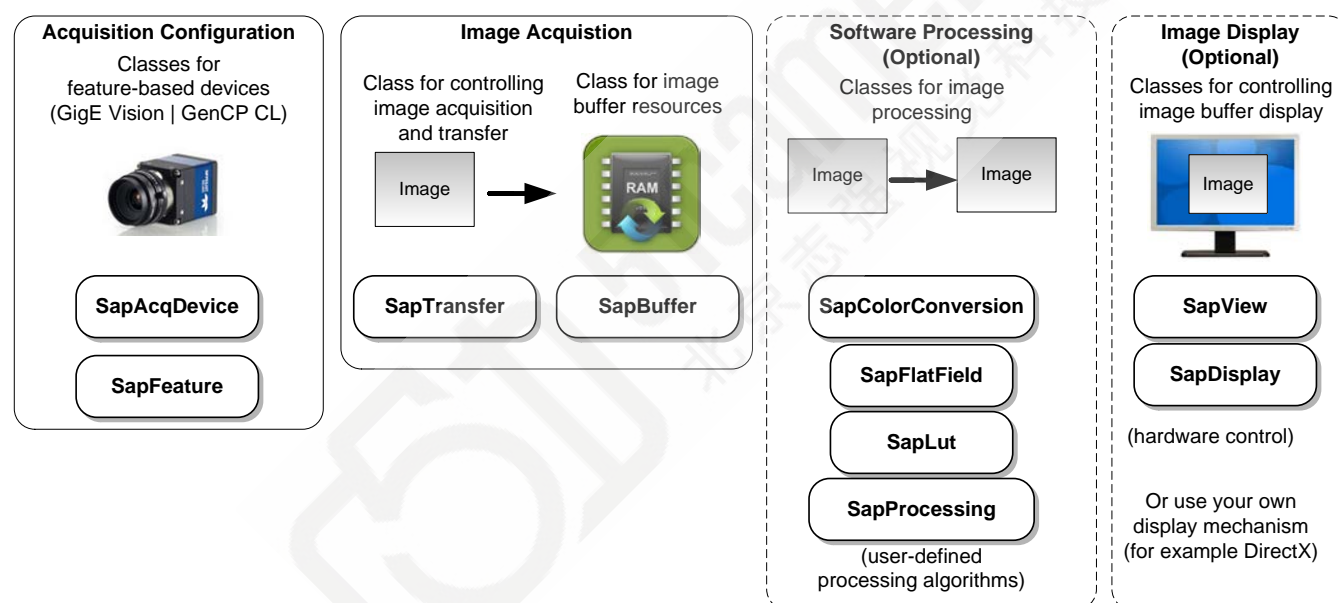 Acquisition Configuration
Classes for
feature-based devices
(GigE Vision | GenCP CL)
SapAcqDevice
SapFeature
Image Acquistion
Class for controlling
image acquisition
and transfer
Image
Class for image
buffer resources
RAM
SapTransfer
SapBuffer
Software Processing
(Optional)
Classes for image
processing
Image
Image
SapColorConversion
SapFlatField
SapLut
SapProcessing
(user-defined
processing algorithms)
Image Display
(Optional)
Classes for controlling
image buffer display
Image
SapView
SapDisplay
(hardware control)
Or use your own
display mechanism
(for example DirectX)